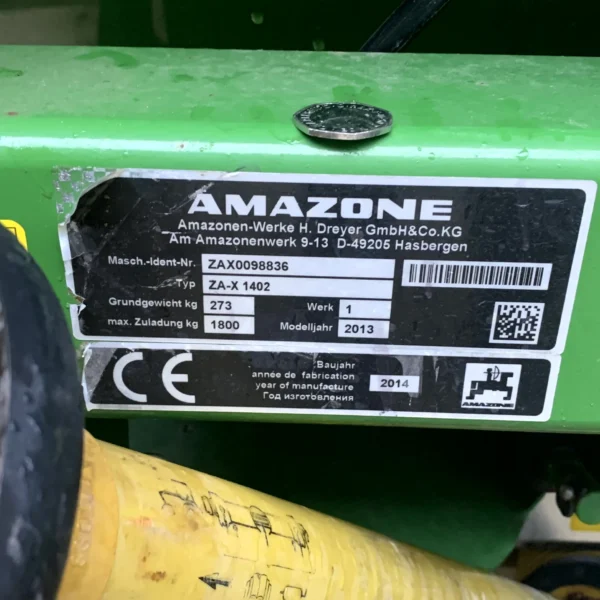 AMAZONE
Amazonen-Werke H. Dreyer GmbH&Co.KG
Am Amazonenwerk 9-13 D-49205 Hasbergen
Masch.-Ident-Nr. ZAX0098836
Typ ZA-X 1402
Grundgewicht kg 273 Werk 1
max. Zuladung kg 1800 Modelljahr 2013
CE
Baujahr
année de fabrication
year of manufacture 2014
Год изготовления
AMAZONE